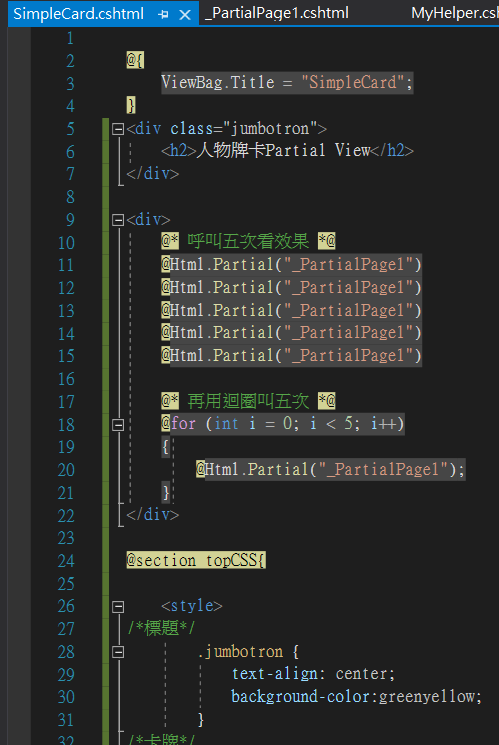 SimpleCard.cshtml _PartialPage1.cshtml MyHelper.cs
1
2 @{
3 ViewBag.Title = "SimpleCard";
4 }
5 <div class="jumbotron">
6 <h2>人物牌卡Partial View</h2>
7 </div>
8
9 <div>
10 @* 呼叫五次看效果 *@
11 @Html.Partial("_PartialPage1")
12 @Html.Partial("_PartialPage1")
13 @Html.Partial("_PartialPage1")
14 @Html.Partial("_PartialPage1")
15 @Html.Partial("_PartialPage1")
16
17 @* 再用迴圈叫五次 *@
18 @for (int i = 0; i < 5; i++)
19 {
20 @Html.Partial("_PartialPage1");
21 }
22 </div>
23
24 @section topCSS{
25
26 <style>
27 /*標題*/
28 .jumbotron {
29 text-align: center;
30 background-color:greenyellow;
31 }
32 /*卡牌*/